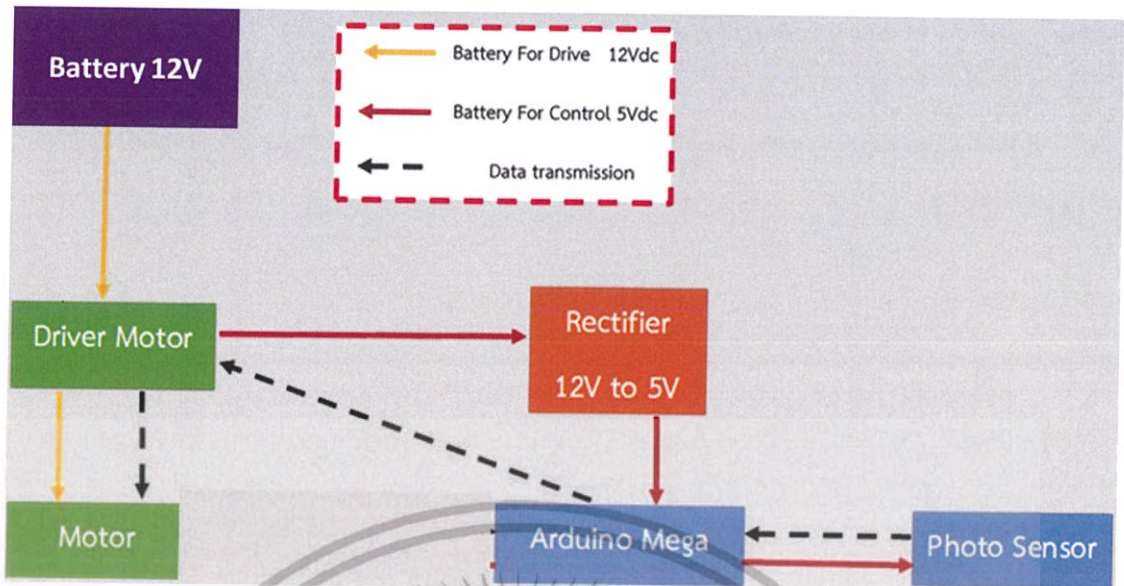 Battery 12V
Battery For Drive 12Vdc
Battery For Control 5Vdc
Data transmission
Driver Motor
Rectifier
12V to 5V
Motor
Arduino Mega
Photo Sensor